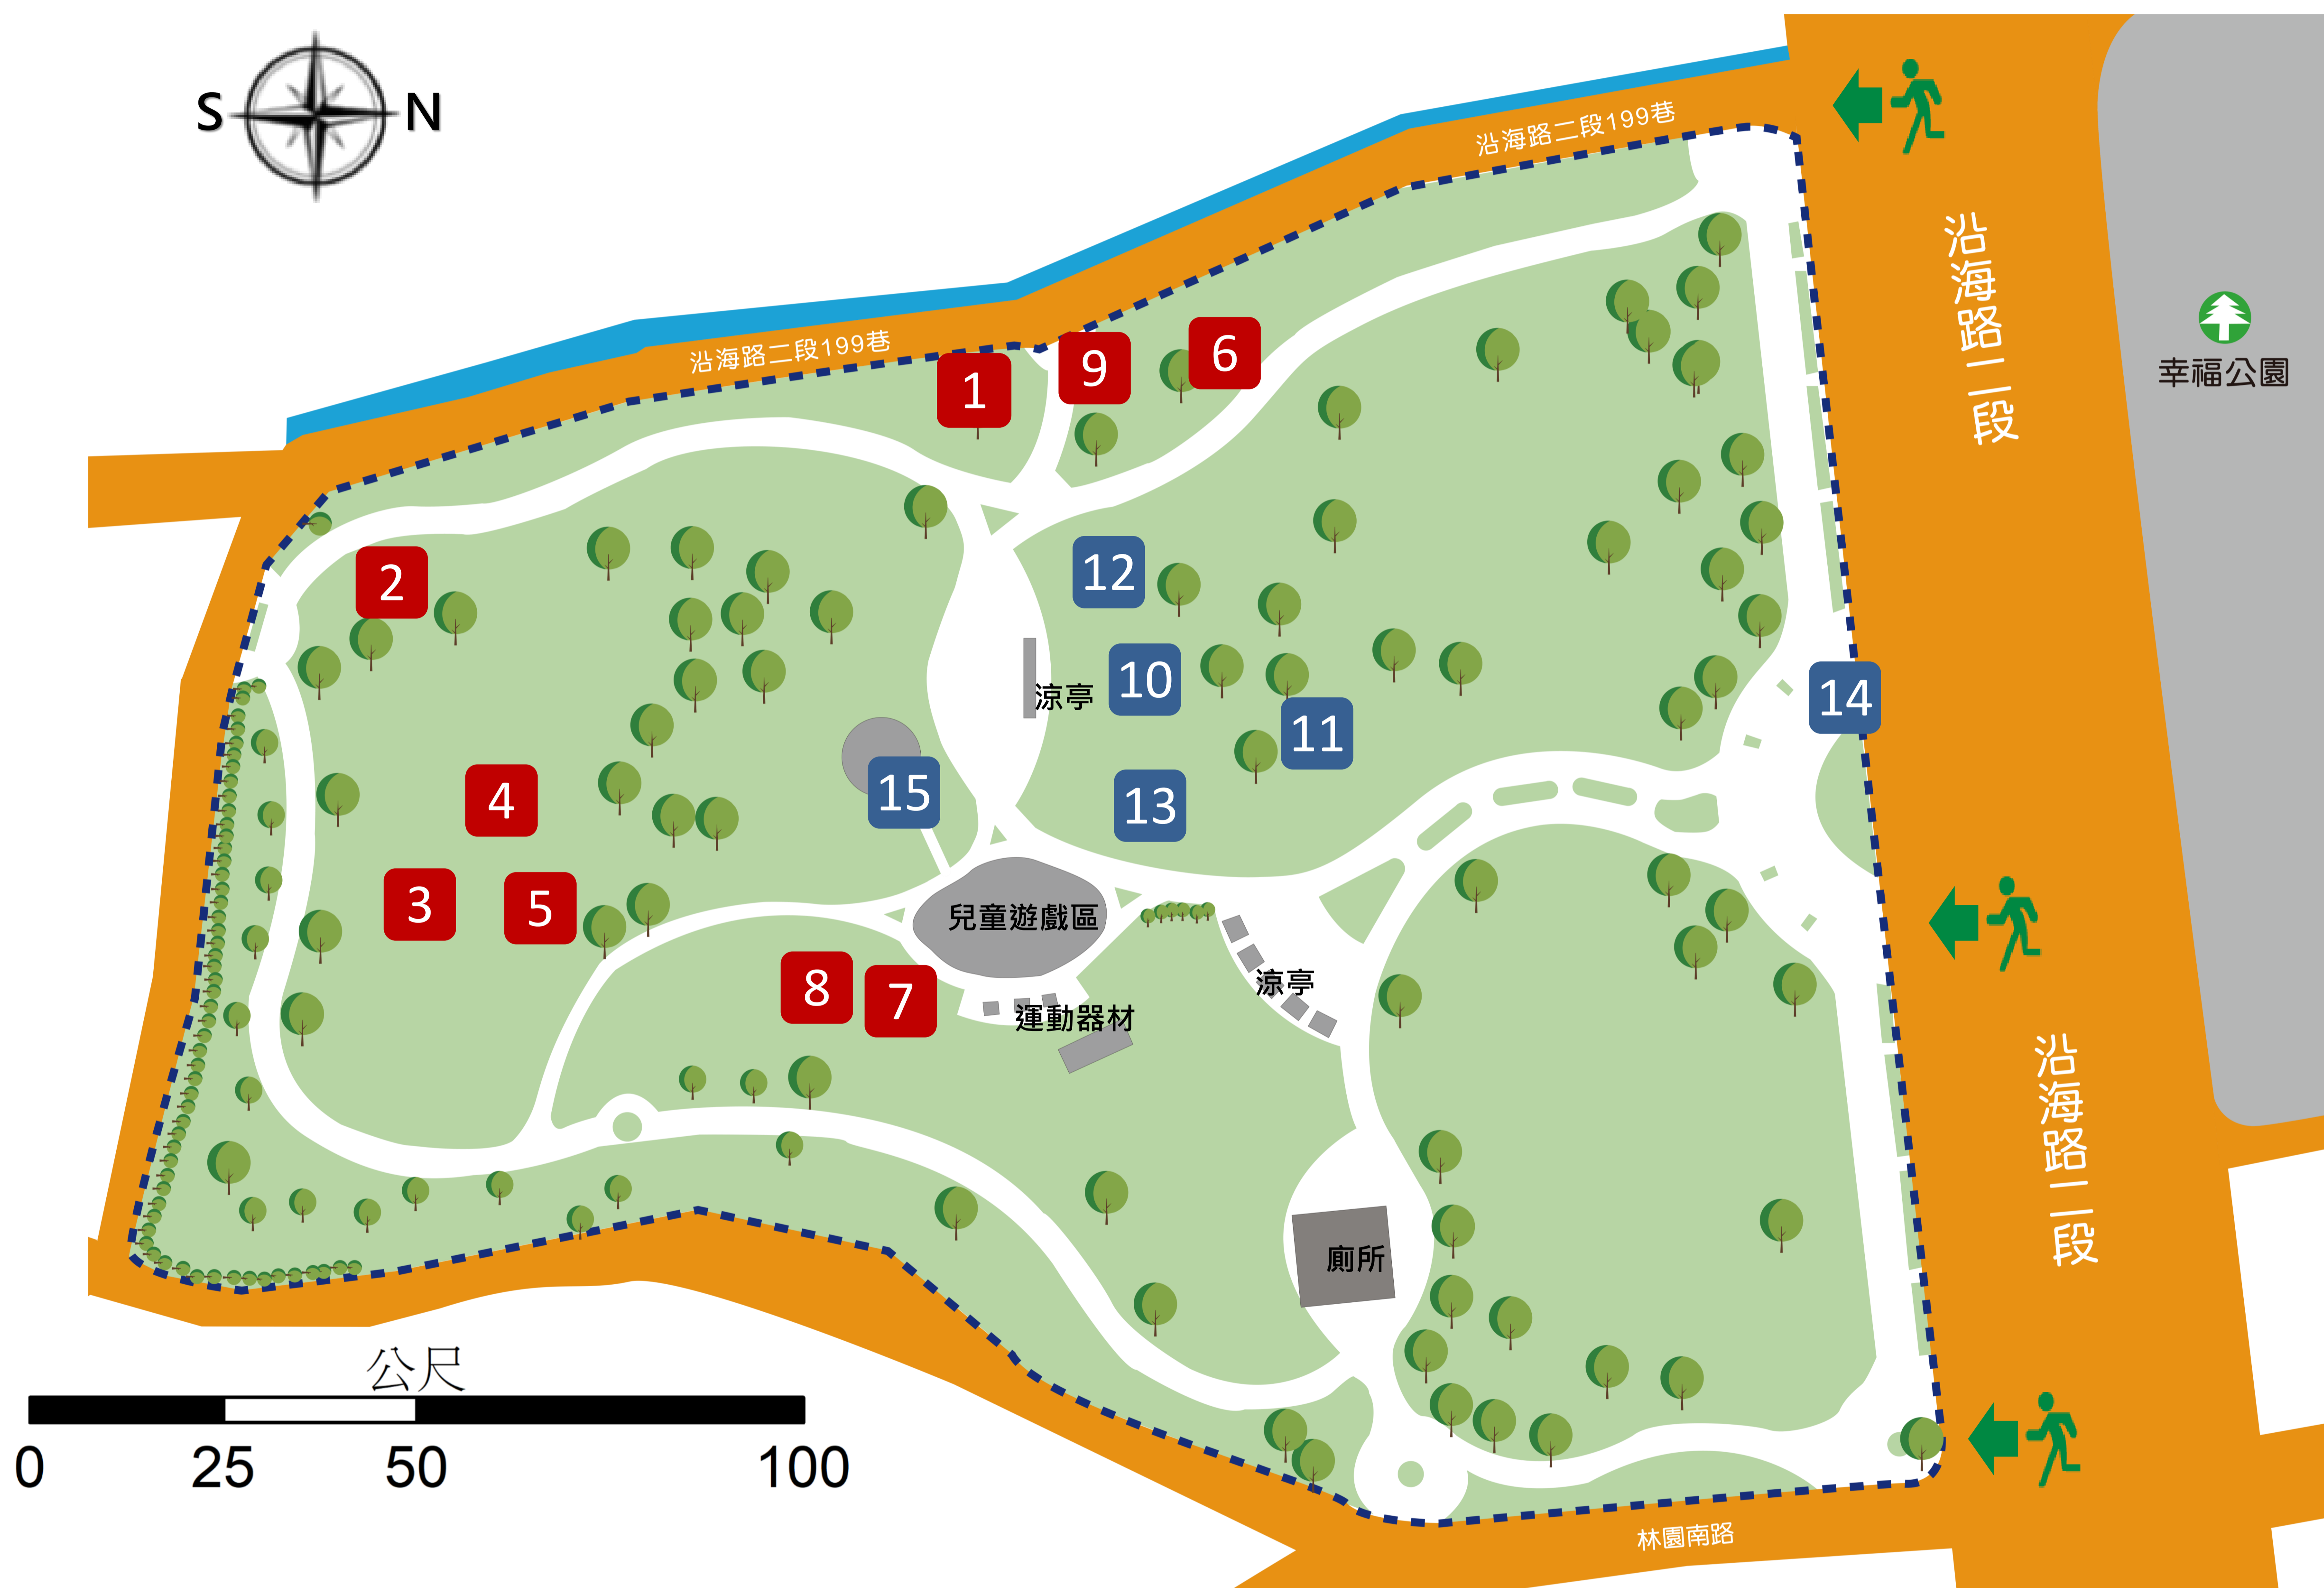 S
N
沿海路二段199巷
沿海路二段
幸福公園
沿海路二段199巷
1
9
6
2
12
10
涼亭
11
14
4
15
13
3
5
兒童遊戲區
8
7
涼亭
運動器材
沿海路二段
廁所
公尺
0 25 50 100
林園南路